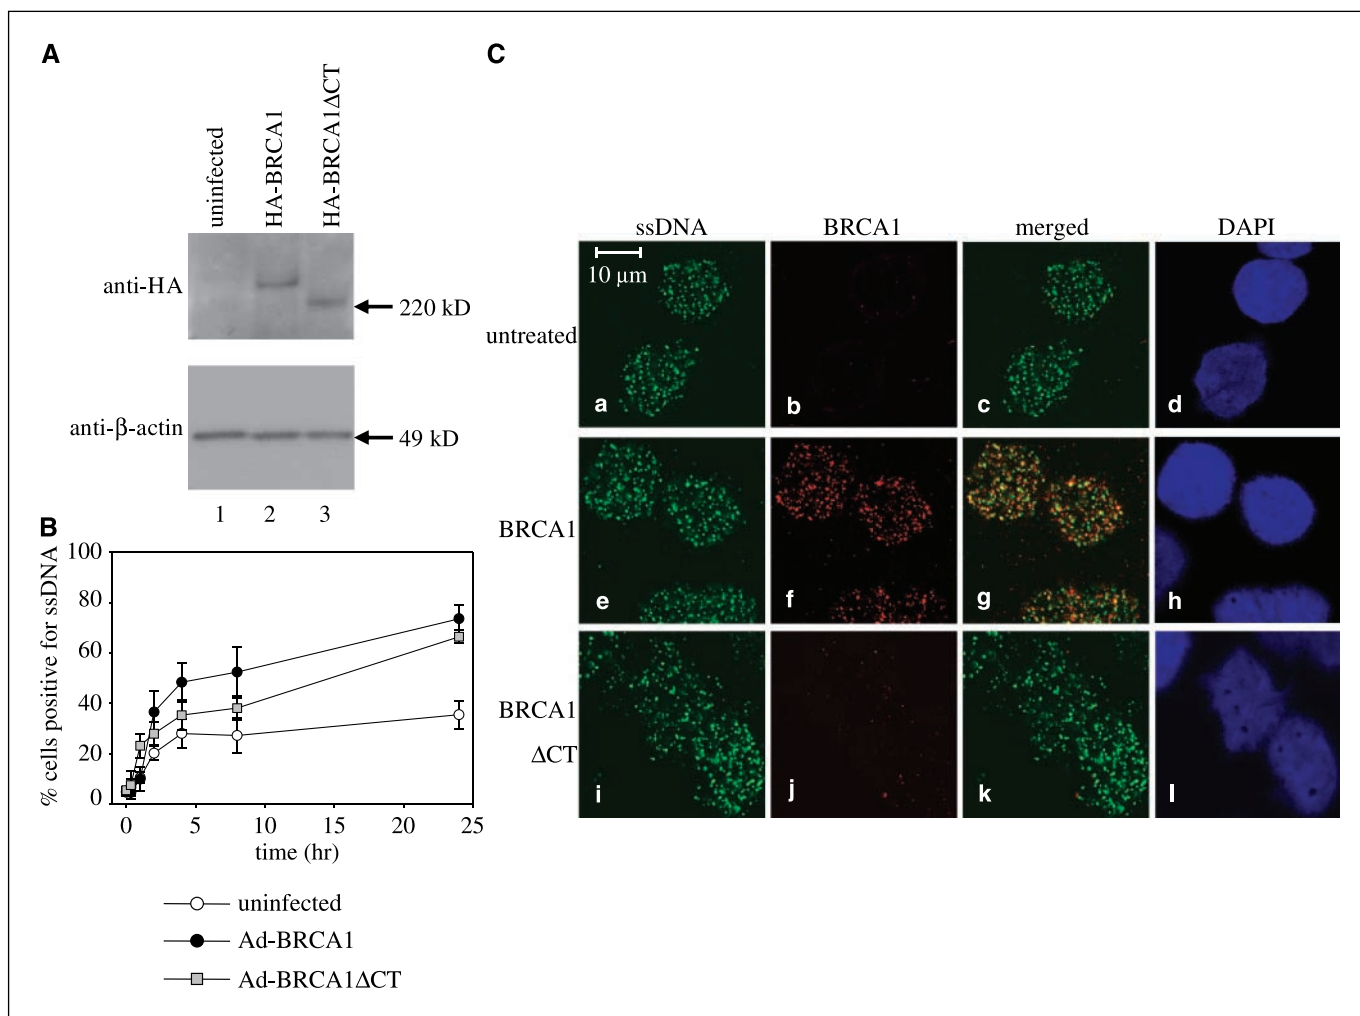 A
uninfected
HA-BRCA1
HA-BRCA1ΔCT
anti-HA
220 kD
anti-β-actin
49 kD
1 2 3
B
% cells positive for ssDNA
100
80
60
40
20
0
0 5 10 15 20 25
time (hr)
uninfected
Ad-BRCA1
Ad-BRCA1ΔCT
C
ssDNA BRCA1 merged DAPI
10 μm
untreated
a b c d
BRCA1
e f g h
BRCA1
ΔCT
i j k l